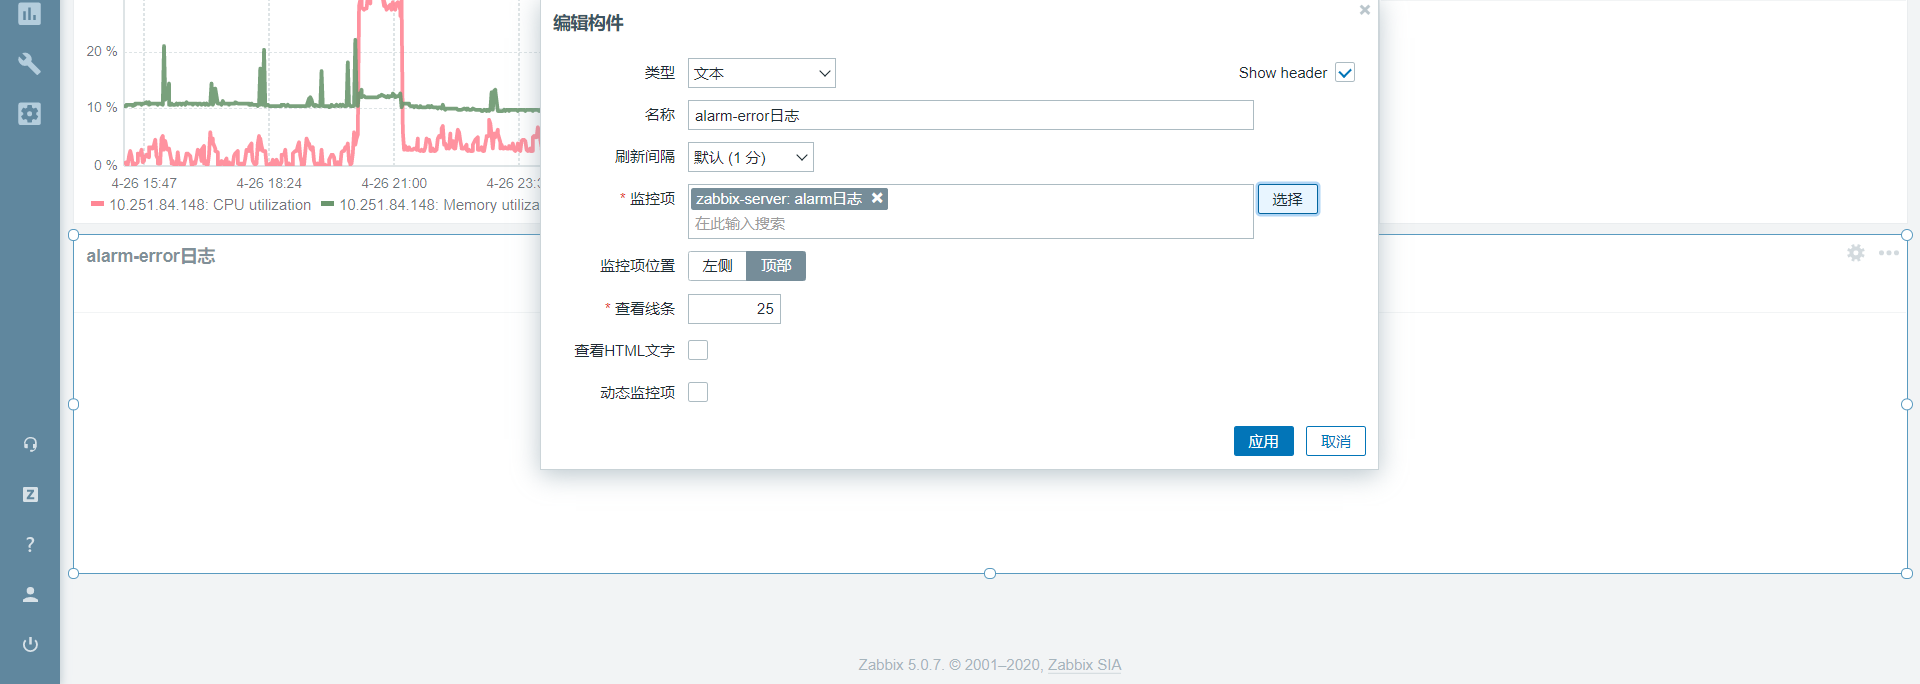 编辑构件
类型
文本
Show header
名称
alarm-error日志
刷新间隔
默认 (1 分)
* 监控项
zabbix-server: alarm日志
选择
在此输入搜索
监控项位置
左侧
顶部
* 查看线条
25
查看HTML文字
动态监控项
应用
取消
20 %
10 %
0 %
4-26 15:47
4-26 18:24
4-26 21:00
4-26 23:
10.251.84.148: CPU utilization
10.251.84.148: Memory utiliza
alarm-error日志
Zabbix 5.0.7. © 2001–2020, Zabbix SIA